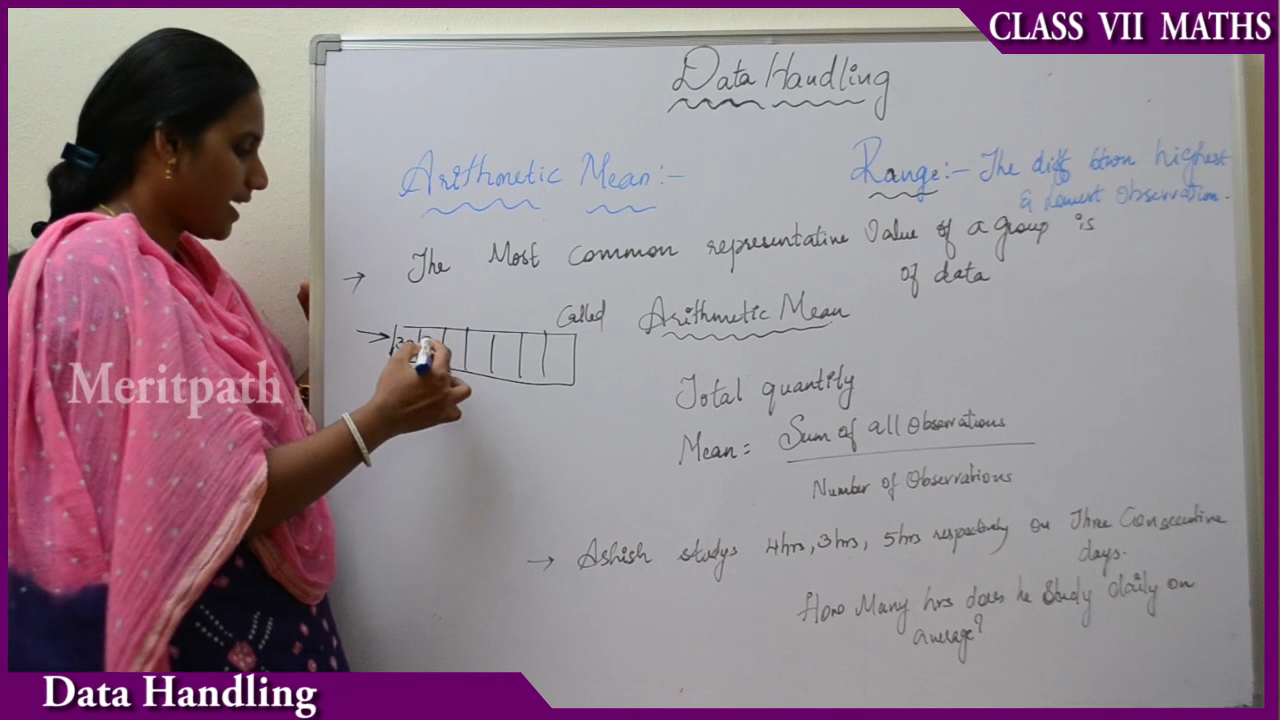 CLASS VII MATHS
Data Handling
Arithmetic Mean:-
Range:- The diff btwn highest
& Lowest Observation.
→ The Most Common representative Value of a group is
of data
Called Arithmetic Mean
Total quantity
Mean = Sum of all Observations
Number of Observations
→ Ashish studys 4hrs, 3hrs, 5hrs respectively on Three Consecutive
days.
How Many hrs does he Study daily on
average?
Meritpath
Data Handling